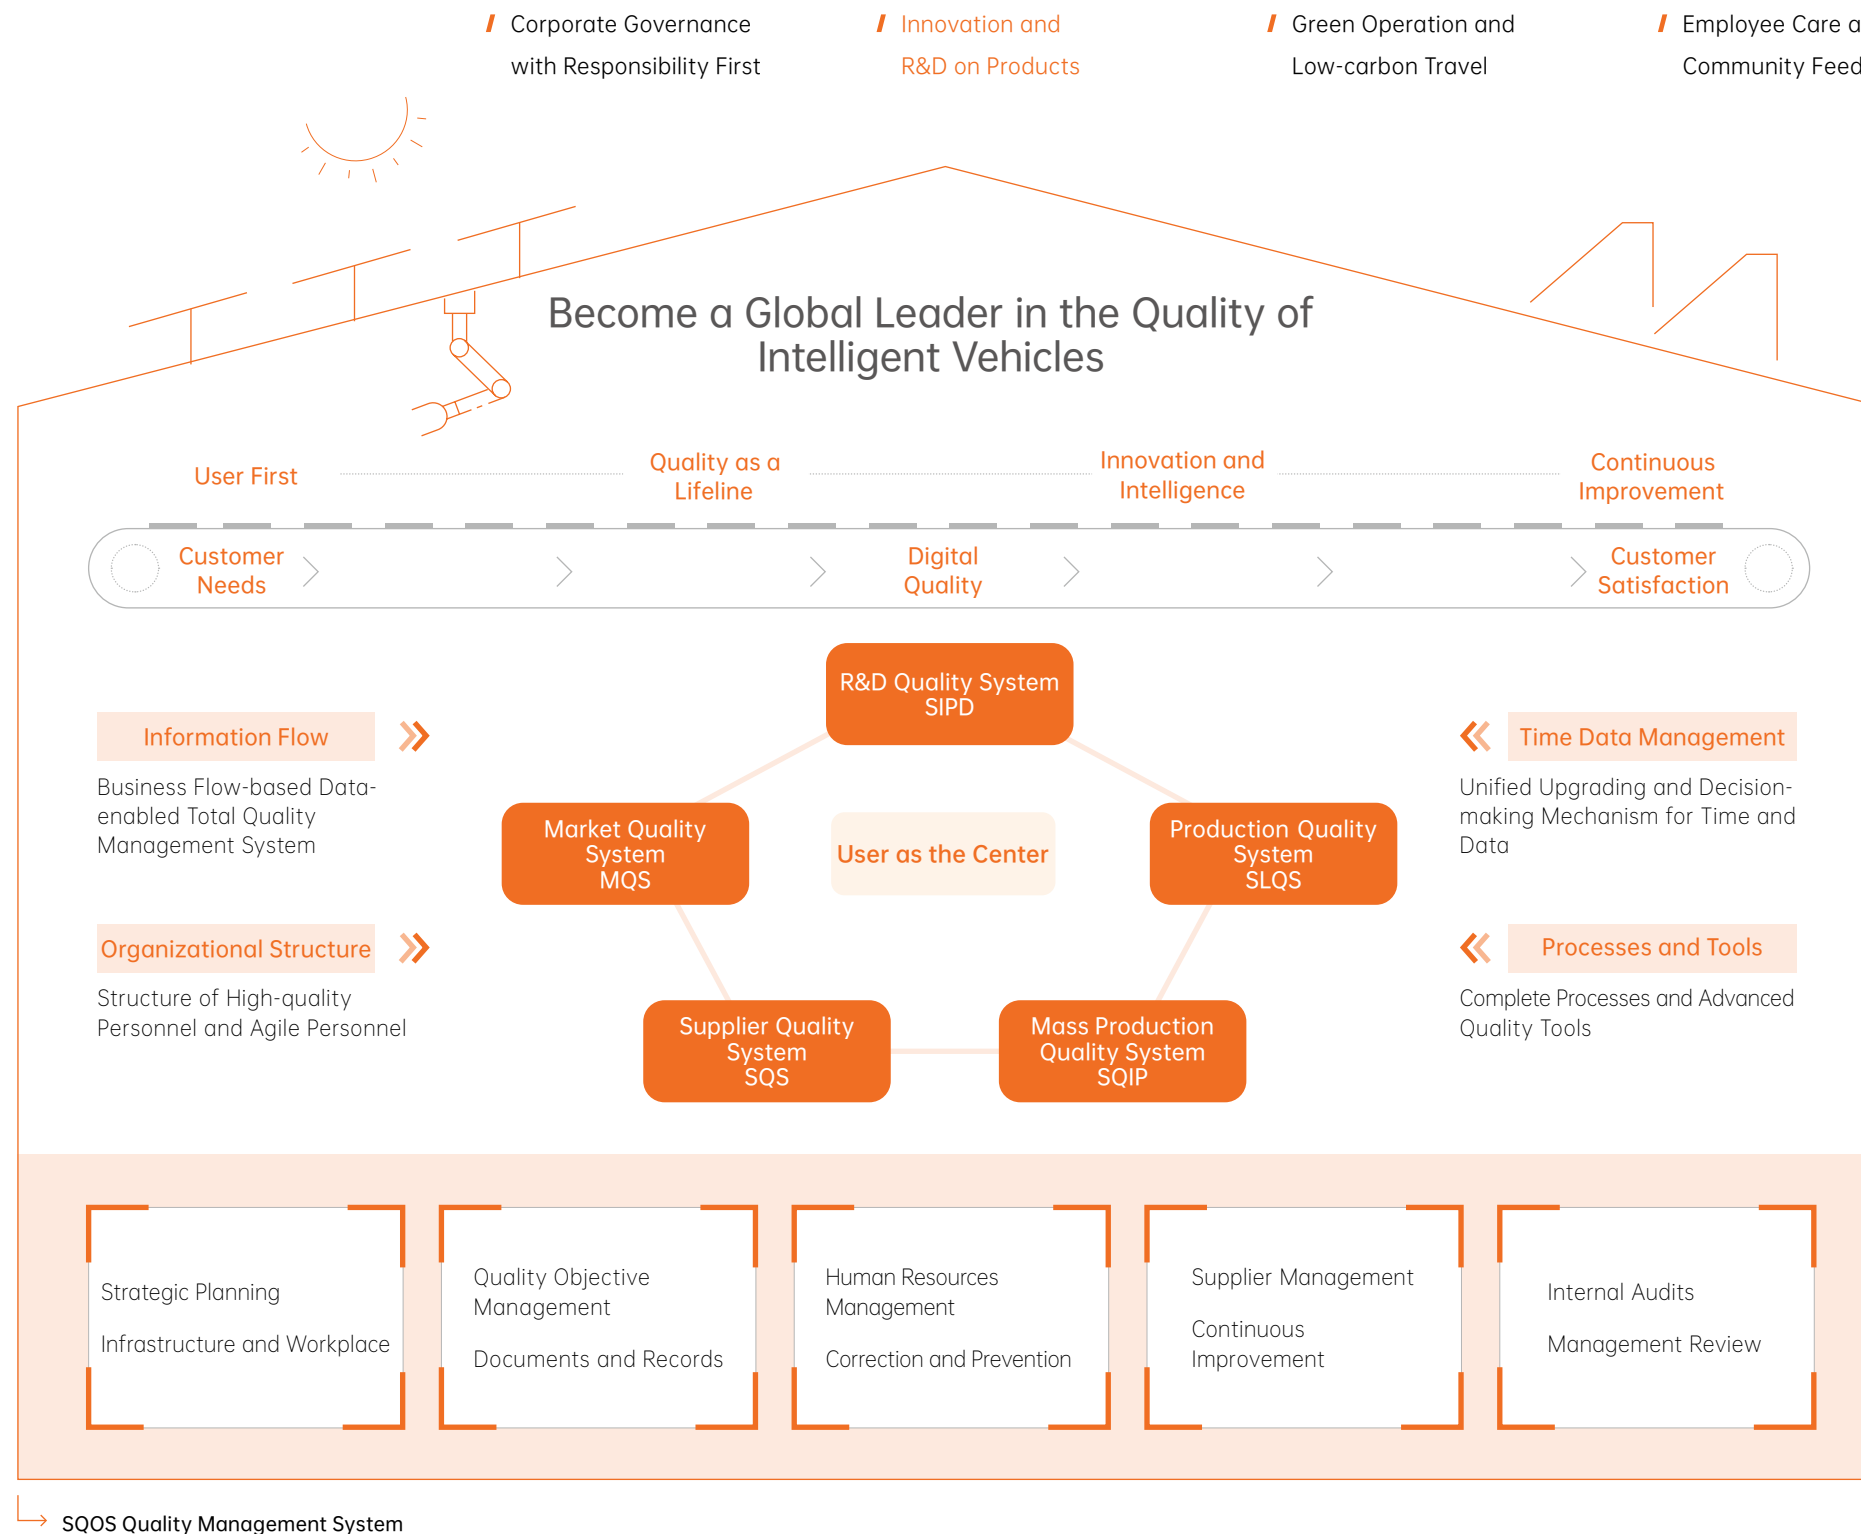 Corporate Governance
with Responsibility First
Innovation and
R&D on Products
Green Operation and
Low-carbon Travel
Employee Care a
Community Feed
Become a Global Leader in the Quality of
Intelligent Vehicles
User First
Quality as a
Lifeline
Innovation and
Intelligence
Continuous
Improvement
Customer
Needs
Digital
Quality
Customer
Satisfaction
R&D Quality System
SIPD
Information Flow
Business Flow-based Data-
enabled Total Quality
Management System
Organizational Structure
Structure of High-quality
Personnel and Agile Personnel
Market Quality
System
MQS
User as the Center
Production Quality
System
SLQS
Supplier Quality
System
SQS
Mass Production
Quality System
SQIP
Time Data Management
Unified Upgrading and Decision-
making Mechanism for Time and
Data
Processes and Tools
Complete Processes and Advanced
Quality Tools
Strategic Planning
Infrastructure and Workplace
Quality Objective
Management
Documents and Records
Human Resources
Management
Correction and Prevention
Supplier Management
Continuous
Improvement
Internal Audits
Management Review
SQOS Quality Management System